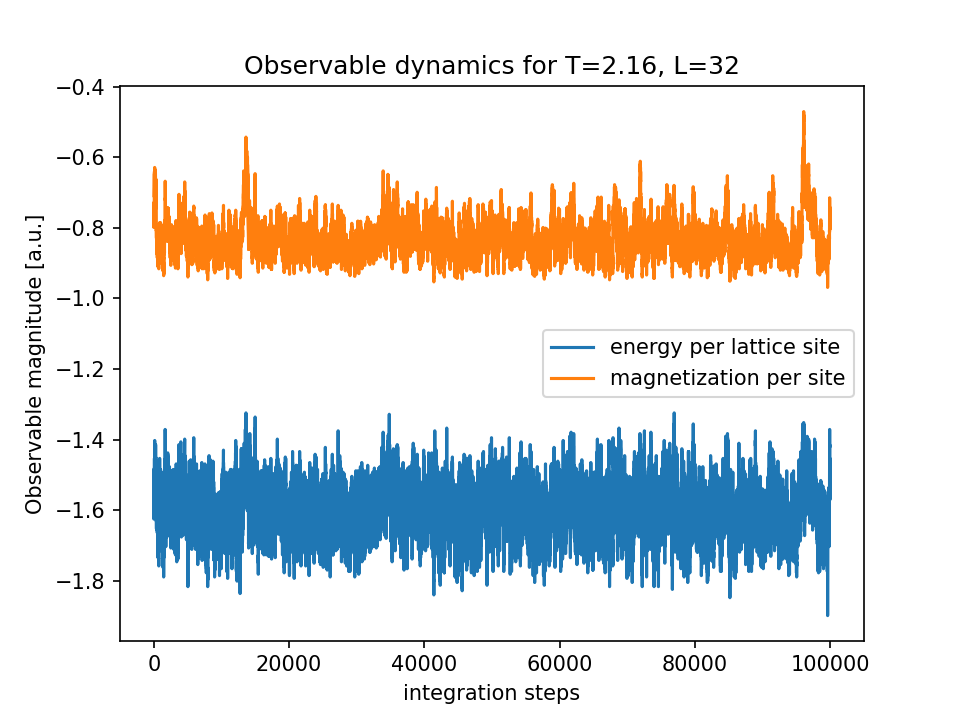 Observable dynamics for T=2.16, L=32
Observable magnitude [a.u.]
−0.4
−0.6
−0.8
−1.0
−1.2
−1.4
−1.6
−1.8
energy per lattice site
magnetization per site
0 20000 40000 60000 80000 100000
integration steps